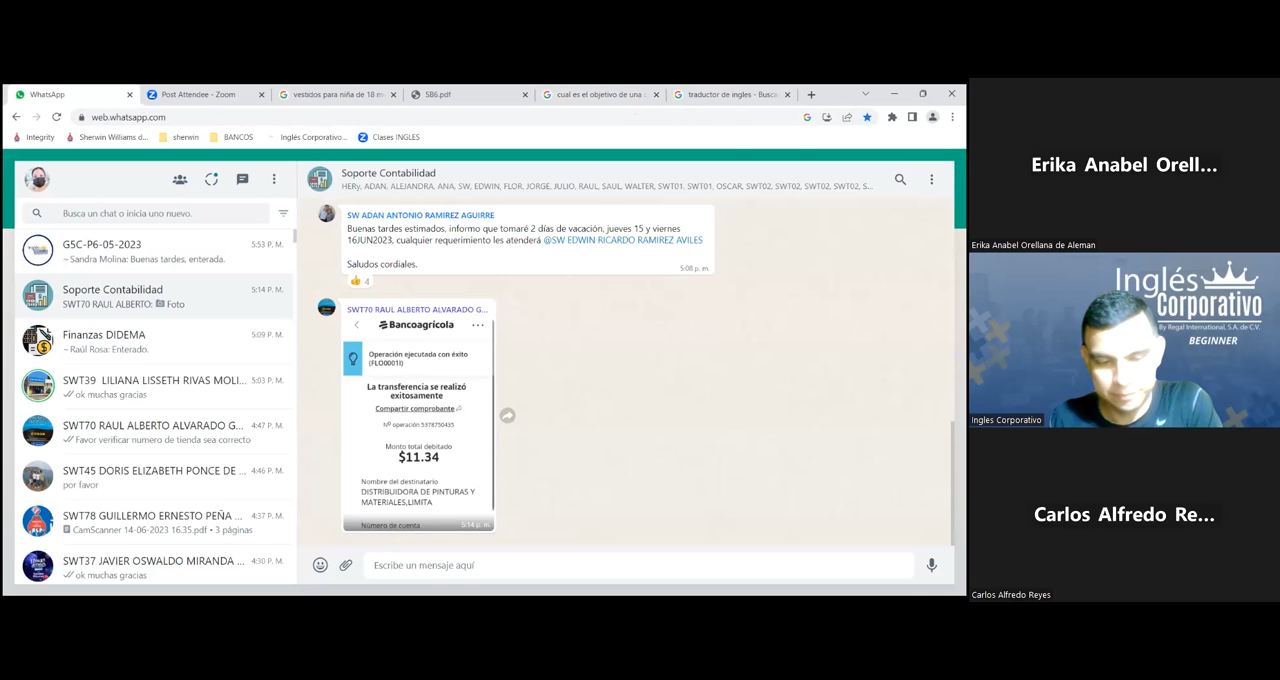 WhatsApp
Post Attendee - Zoom
vestidos para niña de 18 m
SB6.pdf
cual es el objetivo de una
traductor de ingles - Busca
web.whatsapp.com
Integrity
Sherwin Williams d...
sherwin
BANCOS
Inglés Corporativo...
Clases INGLES
Busca un chat o inicia uno nuevo.
G5C-P6-05-2023
5:53 P. M.
~ Sandra Molina: Buenas tardes, enterada.
Soporte Contabilidad
5:14 P. M.
SWT70 RAUL ALBERTO: Foto
Finanzas DIDEMA
5:09 P. M.
~ Raúl Rosa: Enterado.
SWT39 LILIANA LISSETH RIVAS MOLI...
5:03 P. M.
ok muchas gracias
SWT70 RAUL ALBERTO ALVARADO G...
4:47 P. M.
Favor verificar numero de tienda sea correcto
SWT45 DORIS ELIZABETH PONCE DE ...
4:46 P. M.
por favor
SWT78 GUILLERMO ERNESTO PEÑA ...
4:37 P. M.
CamScanner 14-06-2023 16.35.pdf • 3 páginas
SWT37 JAVIER OSWALDO MIRANDA ...
4:30 P. M.
ok muchas gracias
Soporte Contabilidad
HERy, ADAN, ALEJANDRA, ANA, SW, EDWIN, FLOR, JORGE, JULIO, RAUL, SAUL, WALTER, SWT01, SWT01, OSCAR, SWT02, SWT02, SWT02, SWT02, S...
SW ADAN ANTONIO RAMIREZ AGUIRRE
Buenas tardes estimados, informo que tomaré 2 días de vacación, jueves 15 y viernes
16JUN2023, cualquier requerimiento les atenderá @SW EDWIN RICARDO RAMIREZ AVILES
Saludos cordiales.
5:08 p. m.
4
SWT70 RAUL ALBERTO ALVARADO G...
Bancoagrícola
Operación ejecutada con éxito
(FLO0001I)
La transferencia se realizó
exitosamente
Compartir comprobante
Nº operación 5378750435
Monto total debitado
$11.34
Nombre del destinatario
DISTRIBUIDORA DE PINTURAS Y
MATERIALES,LIMITA
Número de cuenta
5:14 p. m.
Escribe un mensaje aquí
Erika Anabel Orell...
Erika Anabel Orellana de Aleman
Inglés
Corporativo
By Regal International, S.A. de C.V.
BEGINNER
Ingles Corporativo
Carlos Alfredo Re...
Carlos Alfredo Reyes